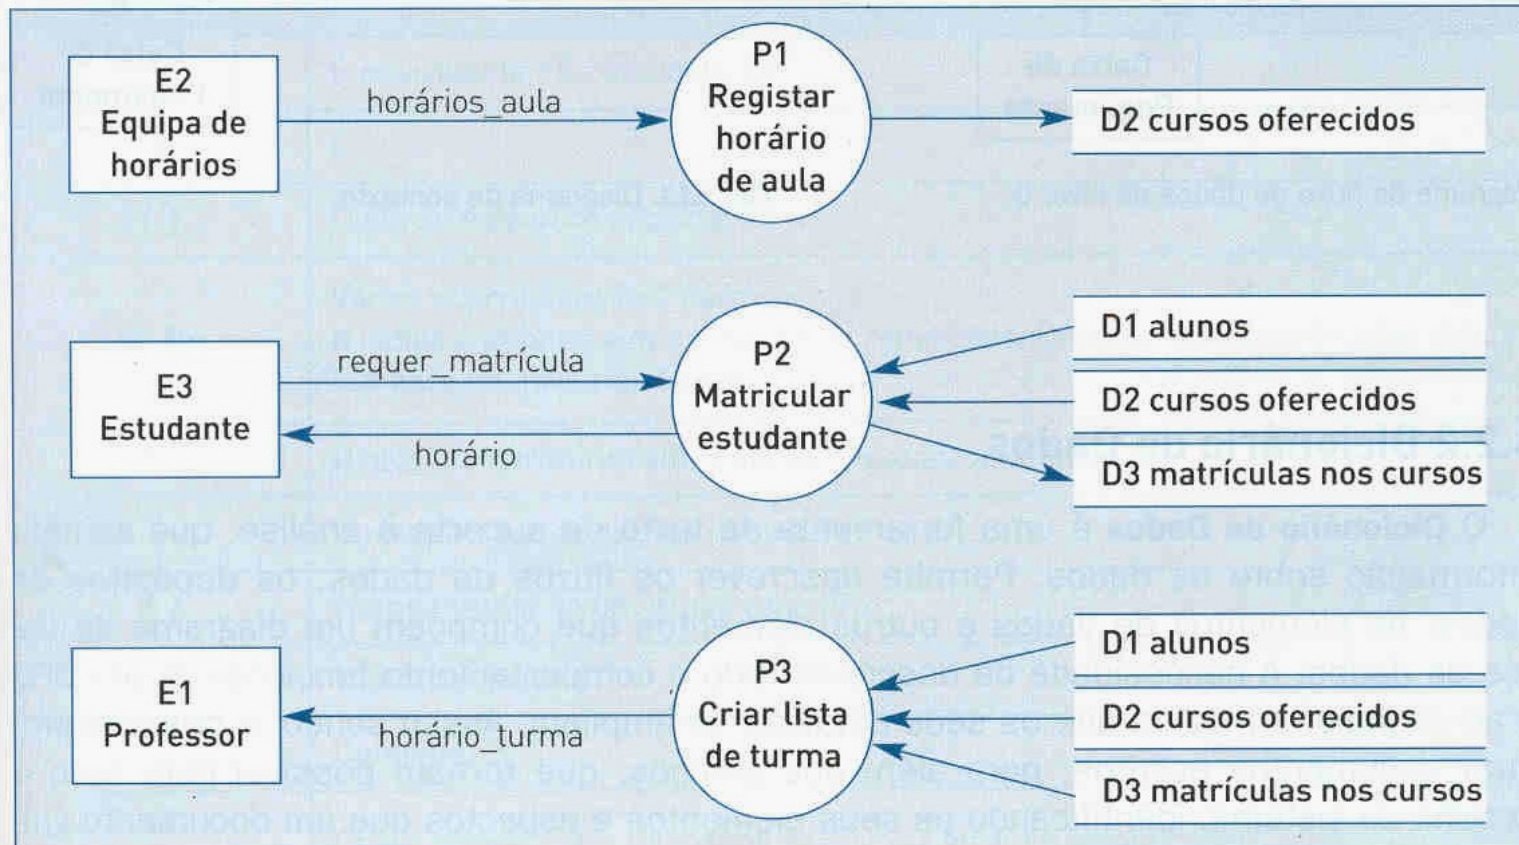 E2
Equipa de
horários
horários_aula
P1
Registar
horário
de aula
D2 cursos oferecidos
E3
Estudante
requer_matrícula
horário
P2
Matricular
estudante
D1 alunos
D2 cursos oferecidos
D3 matrículas nos cursos
E1
Professor
horário_turma
P3
Criar lista
de turma
D1 alunos
D2 cursos oferecidos
D3 matrículas nos cursos